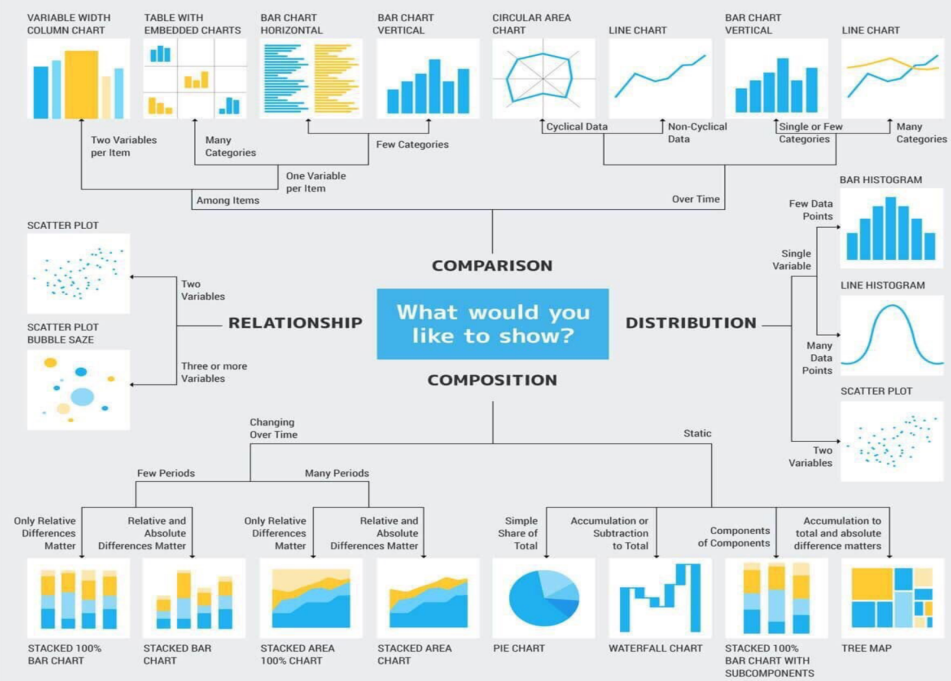 VARIABLE WIDTH
COLUMN CHART
TABLE WITH
EMBEDDED CHARTS
BAR CHART
HORIZONTAL
BAR CHART
VERTICAL
CIRCULAR AREA
CHART
LINE CHART
BAR CHART
VERTICAL
LINE CHART
Two Variables
per Item
Many
Categories
Few Categories
One Variable
per Item
Among Items
Cyclical Data
Non-Cyclical
Data
Single or Few
Categories
Many
Categories
Over Time
COMPARISON
What would you
like to show?
RELATIONSHIP
SCATTER PLOT
Two
Variables
SCATTER PLOT
BUBBLE SAZE
Three or more
Variables
DISTRIBUTION
BAR HISTOGRAM
Few Data
Points
Single
Variable
LINE HISTOGRAM
Many
Data
Points
SCATTER PLOT
Two
Variables
COMPOSITION
Changing
Over Time
Static
Few Periods
Many Periods
Only Relative
Differences
Matter
Relative and
Absolute
Differences Matter
Only Relative
Differences
Matter
Relative and
Absolute
Differences Matter
Simple
Share of
Total
Accumulation or
Subtraction
to Total
Components
of Components
Accumulation to
total and absolute
difference matters
STACKED 100%
BAR CHART
STACKED BAR
CHART
STACKED AREA
100% CHART
STACKED AREA
CHART
PIE CHART
WATERFALL CHART
STACKED 100%
BAR CHART WITH
SUBCOMPONENTS
TREE MAP